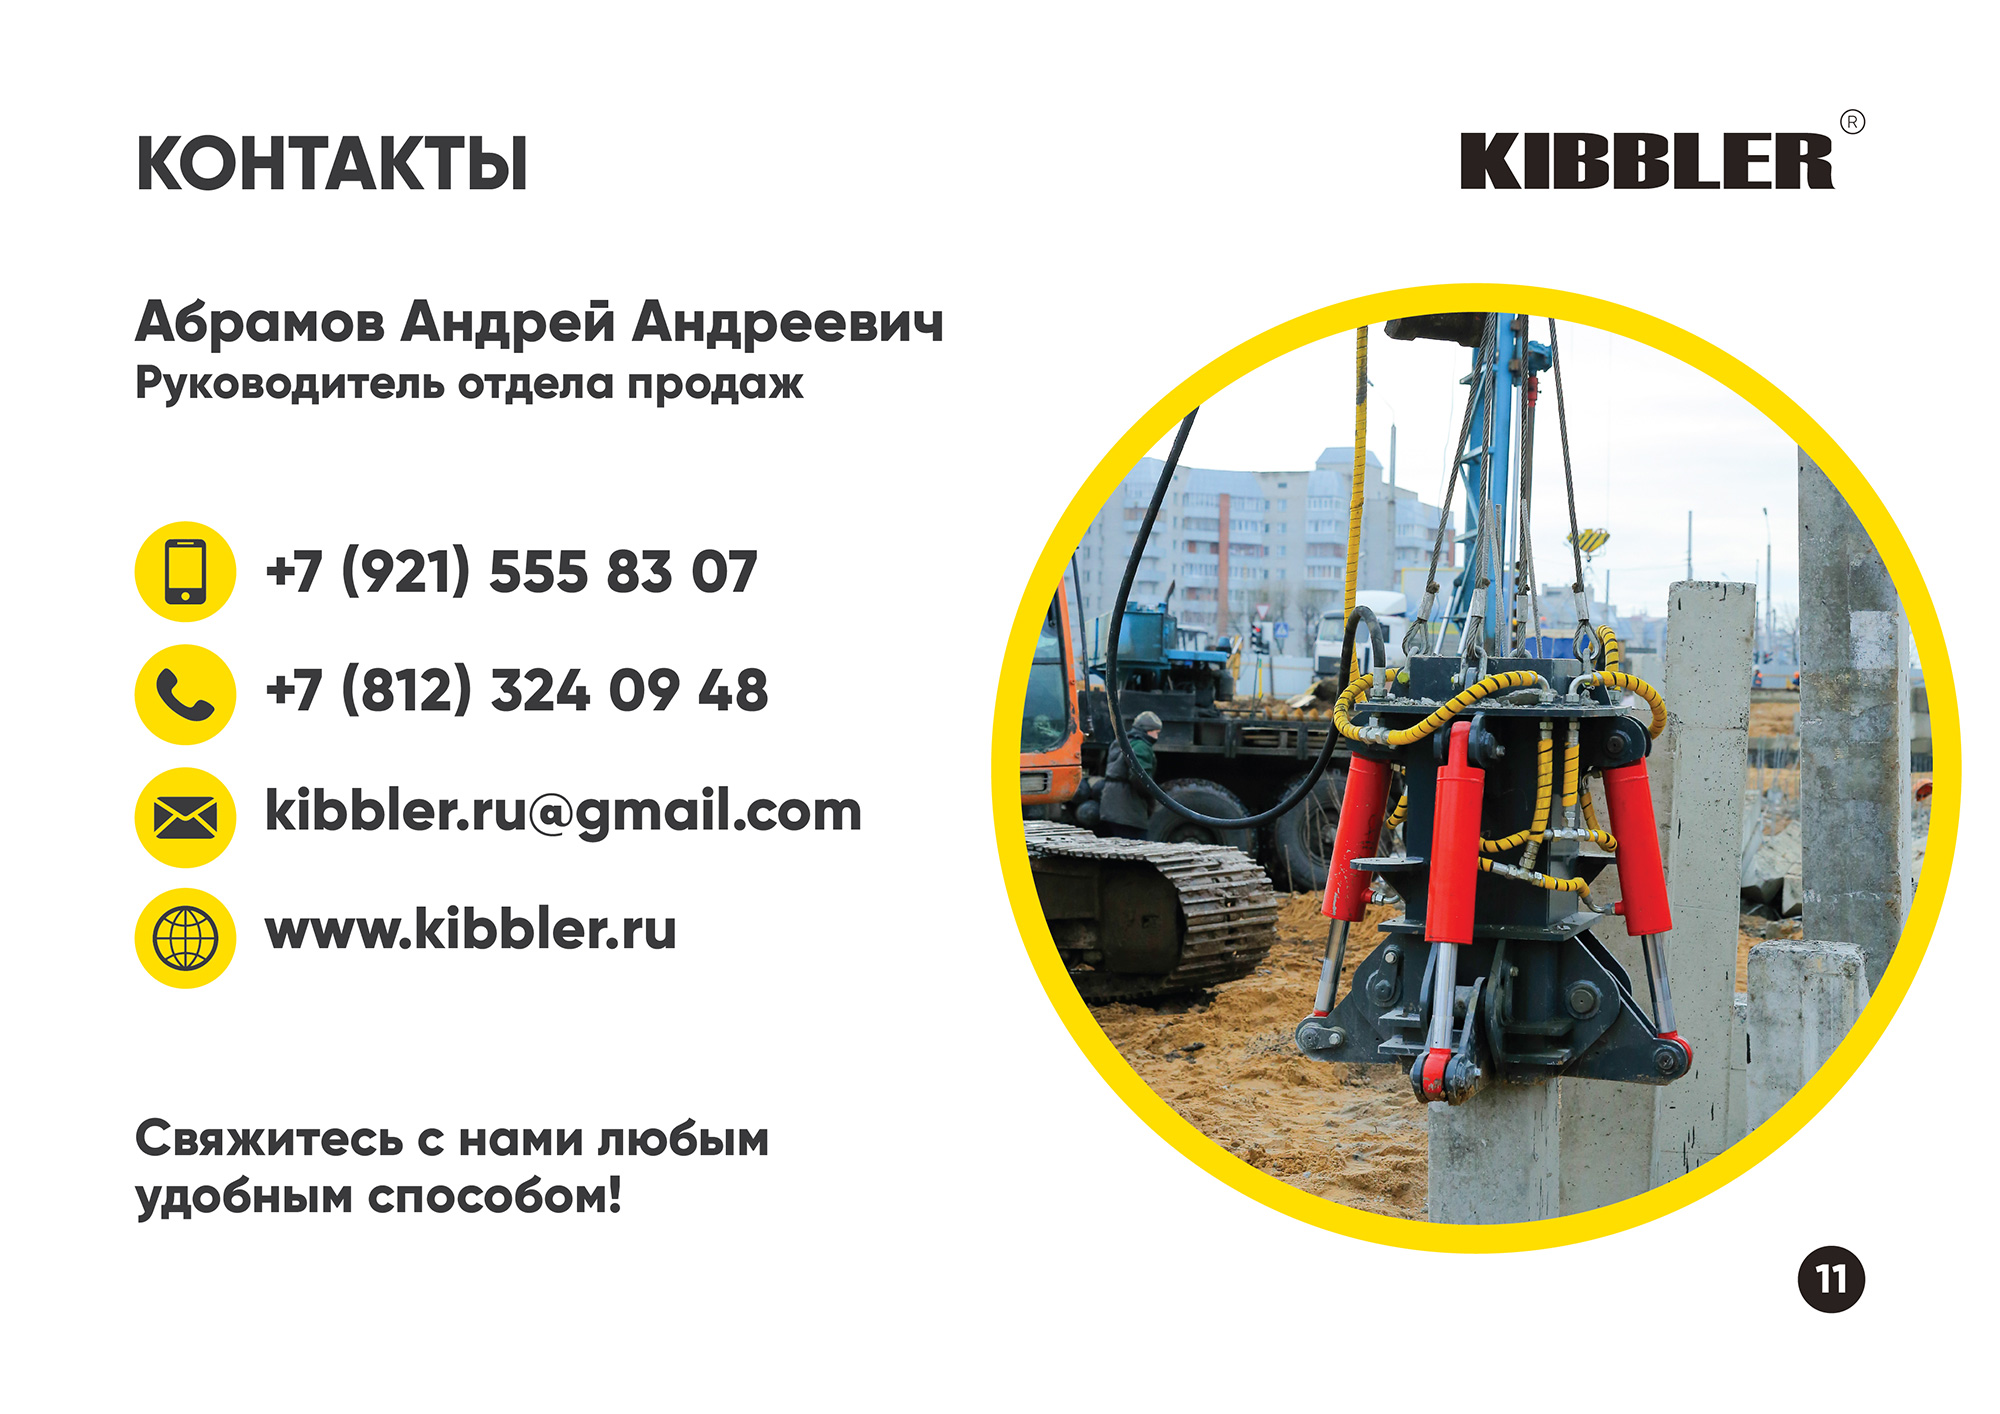 КОНТАКТЫ
KIBBLER®
Абрамов Андрей Андреевич
Руководитель отдела продаж
+7 (921) 555 83 07
+7 (812) 324 09 48
kibbler.ru@gmail.com
www.kibbler.ru
Свяжитесь с нами любым
удобным способом!
11